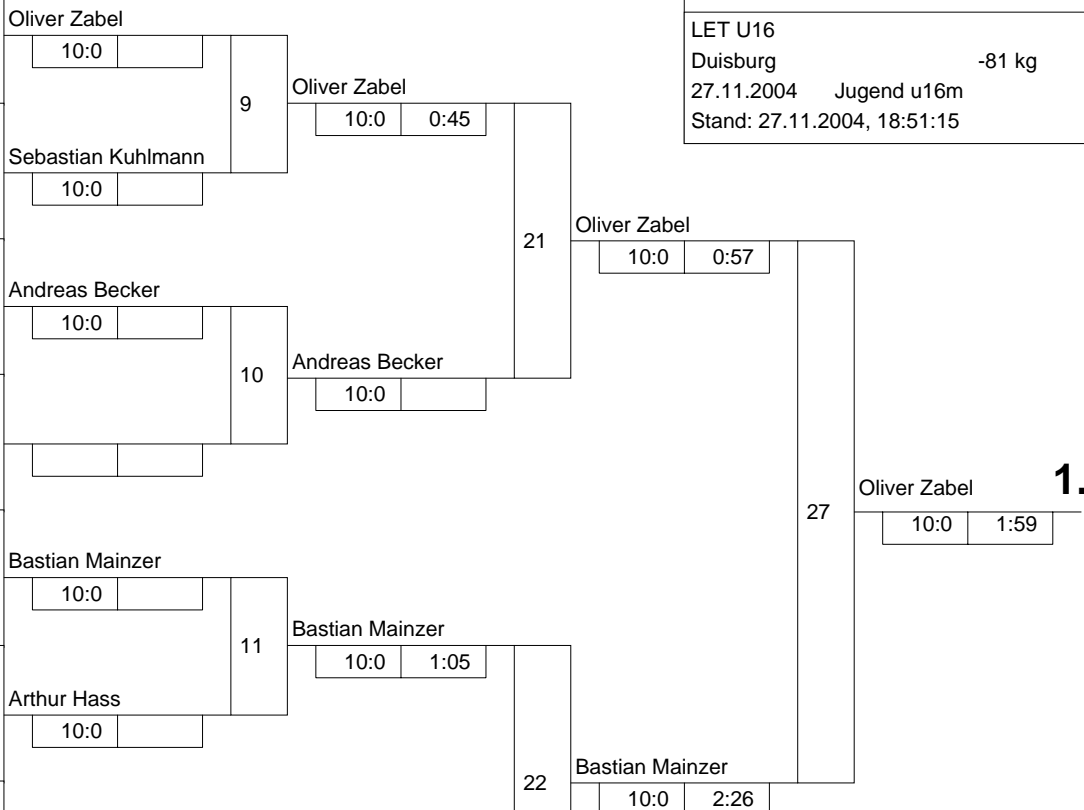 Oliver Zabel
10:0
9
Sebastian Kuhlmann
10:0
Andreas Becker
10:0
10
Bastian Mainzer
10:0
11
Arthur Hass
10:0
Oliver Zabel
10:0 0:45
21
Andreas Becker
10:0
Bastian Mainzer
10:0 1:05
22
Oliver Zabel
10:0 0:57
27
Bastian Mainzer
10:0 2:26
Oliver Zabel 1.
10:0 1:59
LET U16
Duisburg -81 kg
27.11.2004 Jugend u16m
Stand: 27.11.2004, 18:51:15